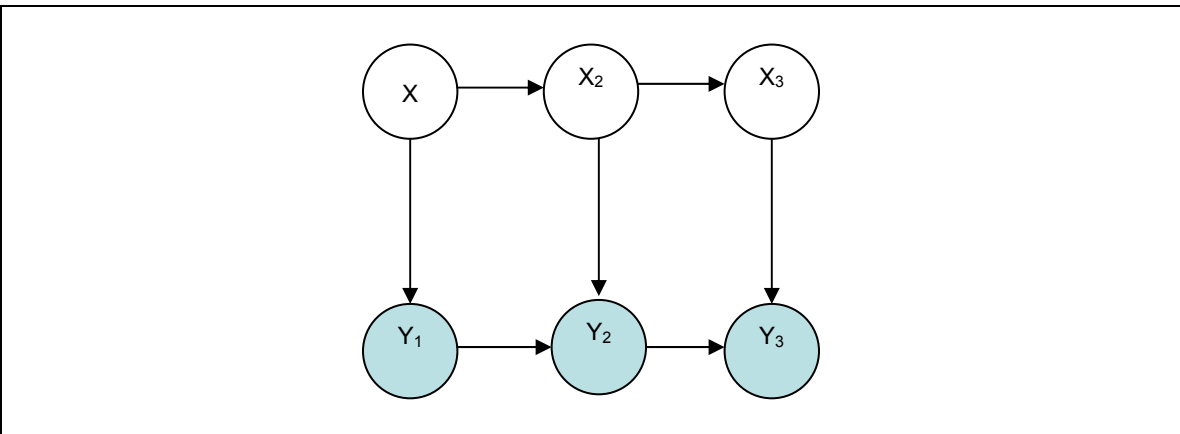 X
X₂
X₃
Y₁
Y₂
Y₃